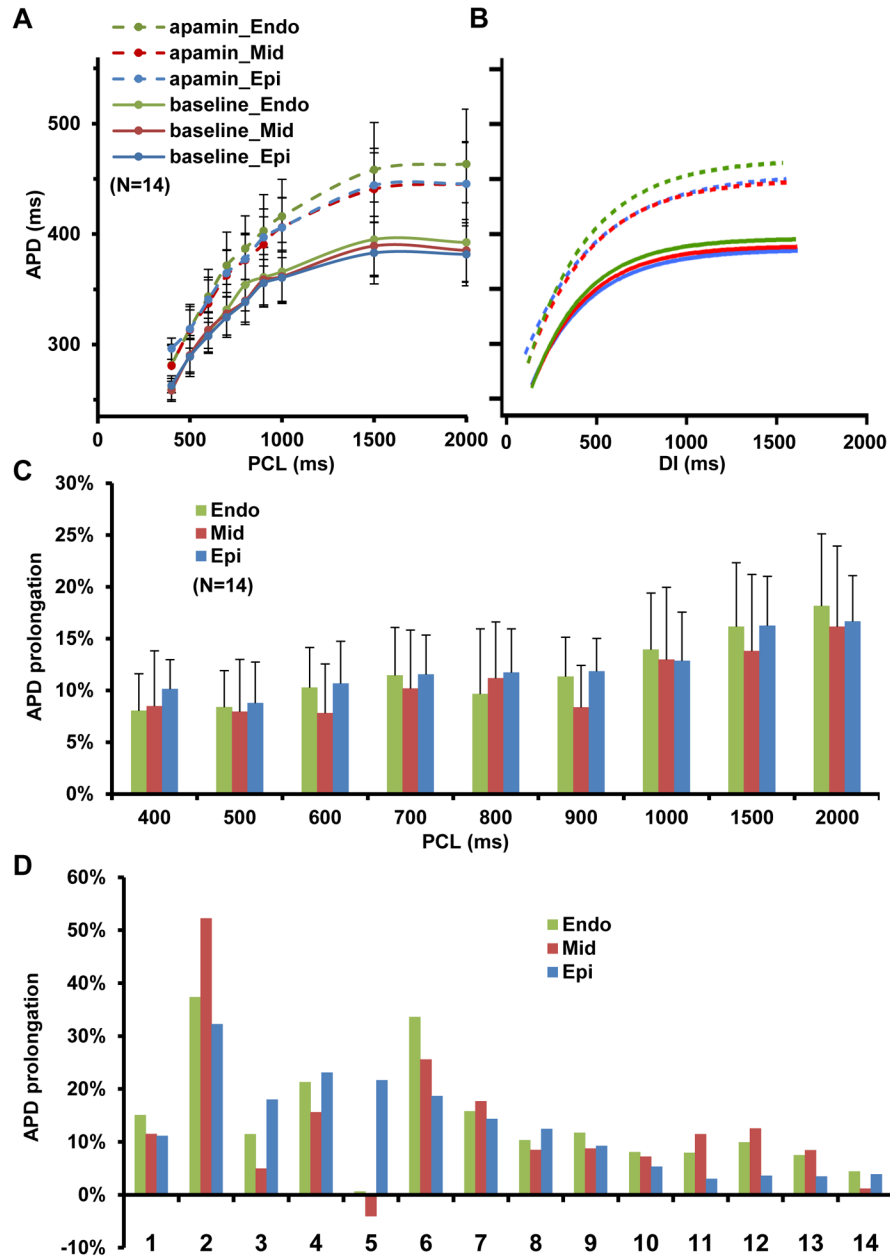 A
apamin_Endo
apamin_Mid
apamin_Epi
baseline_Endo
baseline_Mid
baseline_Epi
(N=14)
500
400
300
APD (ms)
0
500
1000
1500
2000
PCL (ms)
B
0
500
1000
1500
2000
DI (ms)
C
30%
25%
20%
15%
10%
5%
0%
APD prolongation
Endo
Mid
Epi
(N=14)
400
500
600
700
800
900
1000
1500
2000
PCL (ms)
D
60%
50%
40%
30%
20%
10%
0%
-10%
APD prolongation
Endo
Mid
Epi
1
2
3
4
5
6
7
8
9
10
11
12
13
14